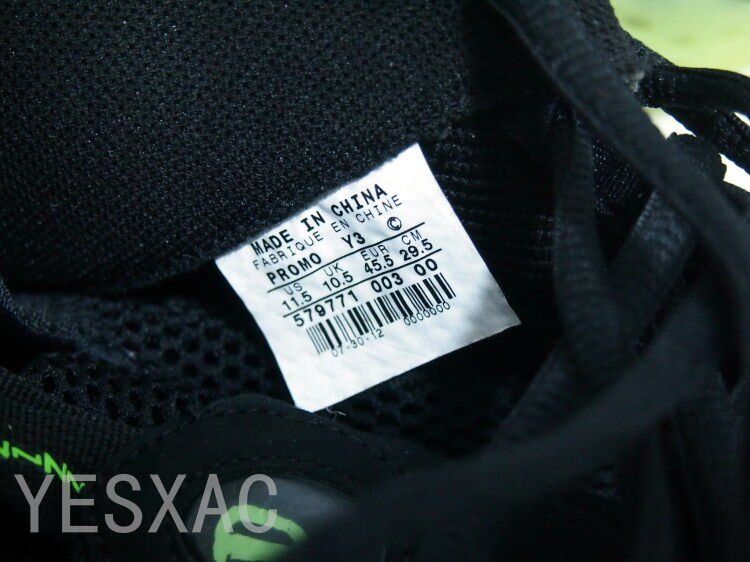 MADE IN CHINA
FABRIQUE EN CHINE
PROMO Y3 ©
US UK EUR CM
11.5 10.5 45.5 29.5
579771 003 00
07-30-12 0000000
YESXAC